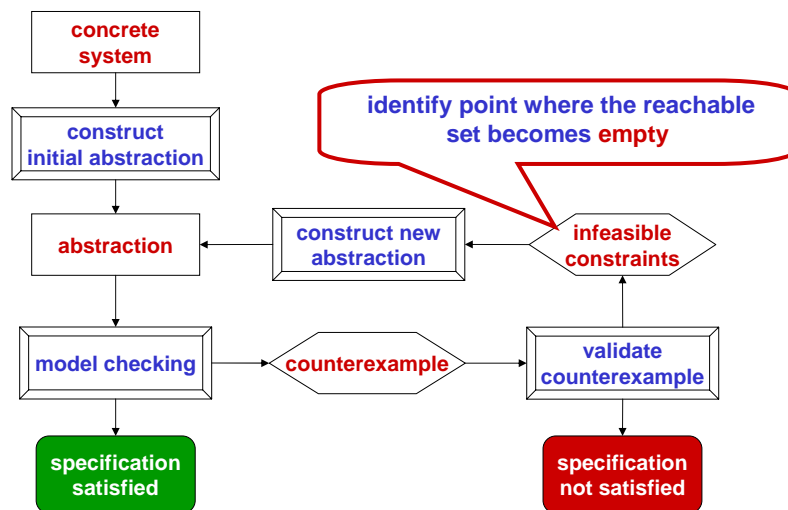 concrete
system
identify point where the reachable
set becomes empty
construct
initial abstraction
abstraction
construct new
abstraction
infeasible
constraints
model checking
counterexample
validate
counterexample
specification
satisfied
specification
not satisfied